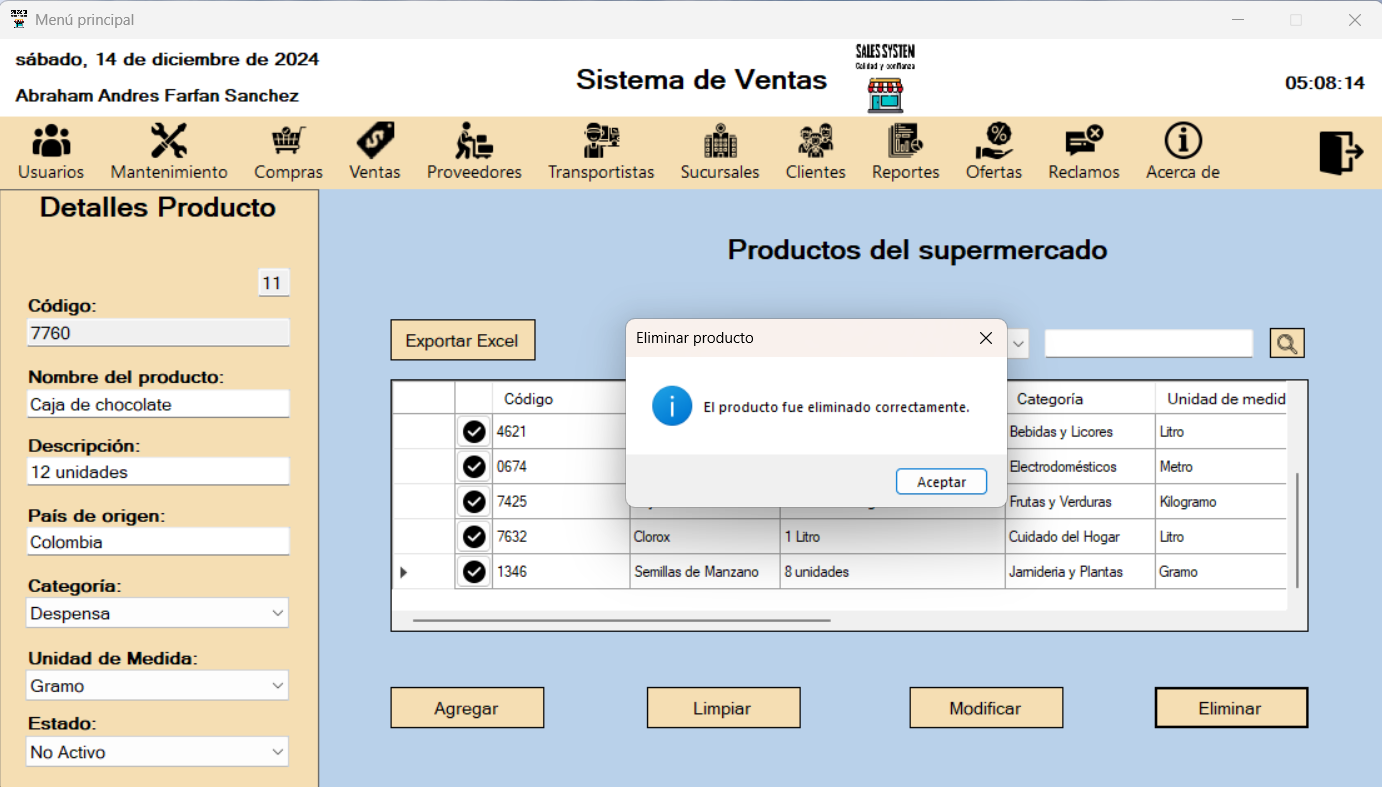 Menú principal
sábado, 14 de diciembre de 2024
Abraham Andres Farfan Sanchez
Sistema de Ventas
SALES SYSTEN
Calidad y confianza
05:08:14
Usuarios Mantenimiento Compras Ventas Proveedores Transportistas Sucursales Clientes Reportes Ofertas Reclamos Acerca de
Detalles Producto
11
Código:
7760
Nombre del producto:
Caja de chocolate
Descripción:
12 unidades
País de origen:
Colombia
Categoría:
Despensa
Unidad de Medida:
Gramo
Estado:
No Activo
Productos del supermercado
Exportar Excel
Eliminar producto
El producto fue eliminado correctamente.
Aceptar
Código Categoría Unidad de medid
4621 Bebidas y Licores Litro
0674 Electrodomésticos Metro
7425 Frutas y Verduras Kilogramo
7632 Clorox 1 Litro Cuidado del Hogar Litro
1346 Semillas de Manzano 8 unidades Jarnideria y Plantas Gramo
Agregar Limpiar Modificar Eliminar